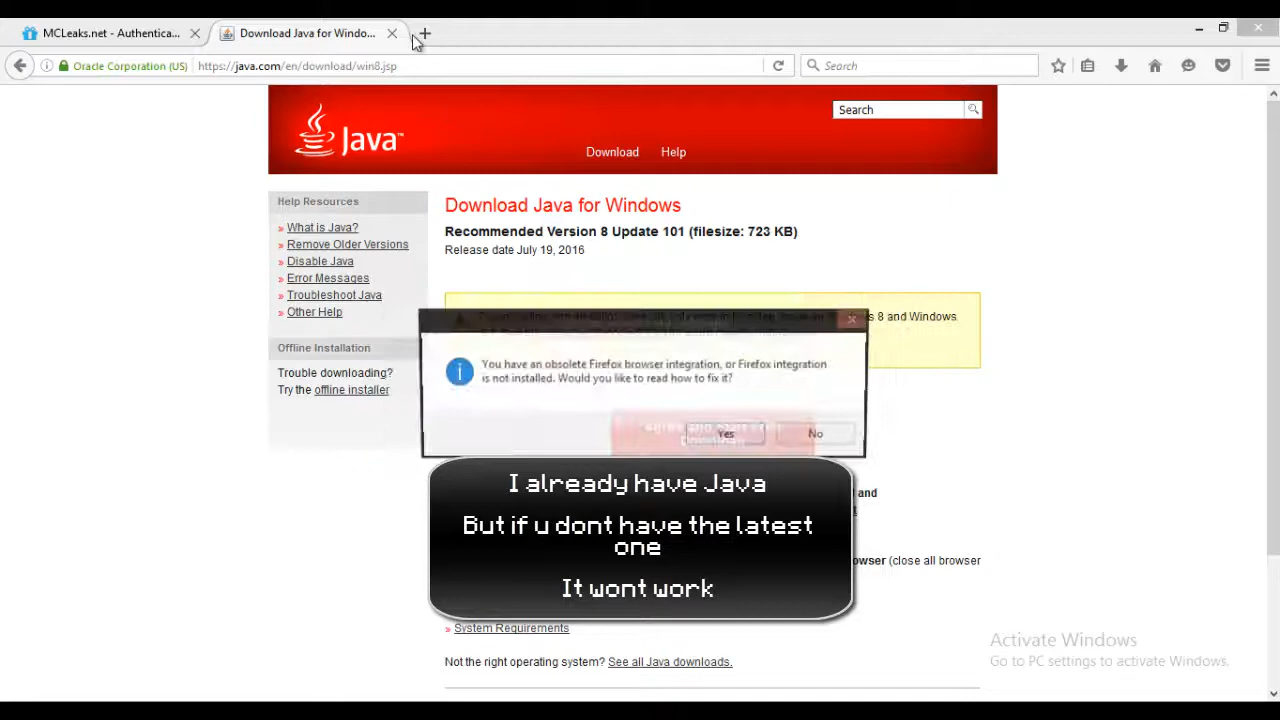 MCLeaks.net - Authentica...
Download Java for Windo...
Oracle Corporation (US)
https://java.com/en/download/win8.jsp
Search
Java™
Search
Download
Help
Help Resources
» What is Java?
» Remove Older Versions
» Disable Java
» Error Messages
» Troubleshoot Java
» Other Help
Offline Installation
Trouble downloading?
Try the offline installer
Download Java for Windows
Recommended Version 8 Update 101 (filesize: 723 KB)
Release date July 19, 2016
8 and Windows
You have an obsolete Firefox browser integration, or Firefox integration
is not installed. Would you like to read how to fix it?
Yes
No
I already have Java
But if u dont have the latest
one
It wont work
and
(close all browser
» System Requirements
Not the right operating system? See all Java downloads.
Activate Windows
Go to PC settings to activate Windows.